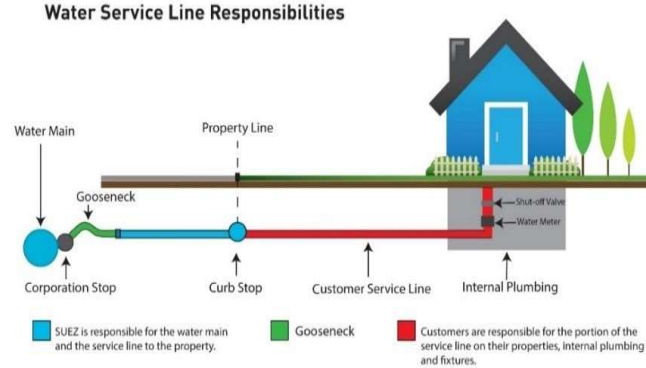 Water Service Line Responsibilities
Water Main
Property Line
Gooseneck
Shut-off Valve
Water Meter
Corporation Stop
Curb Stop
Customer Service Line
Internal Plumbing
SUEZ is responsible for the water main
and the service line to the property.
Gooseneck
Customers are responsible for the portion of the
service line on their properties, internal plumbing
and fixtures.